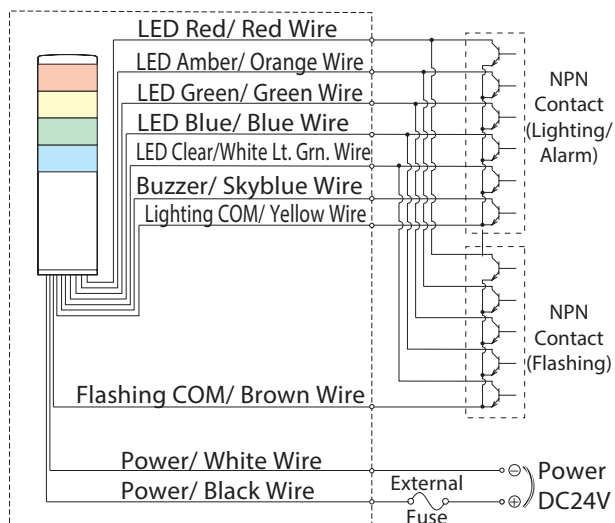 LED Red/ Red Wire
LED Amber/ Orange Wire
LED Green/ Green Wire
LED Blue/ Blue Wire
LED Clear/White Lt. Grn. Wire
Buzzer/ Skyblue Wire
Lighting COM/ Yellow Wire
NPN
Contact
(Lighting/
Alarm)
NPN
Contact
(Flashing)
Flashing COM/ Brown Wire
Power/ White Wire
Power/ Black Wire
External
Fuse
⊖ Power
⊕ DC24V